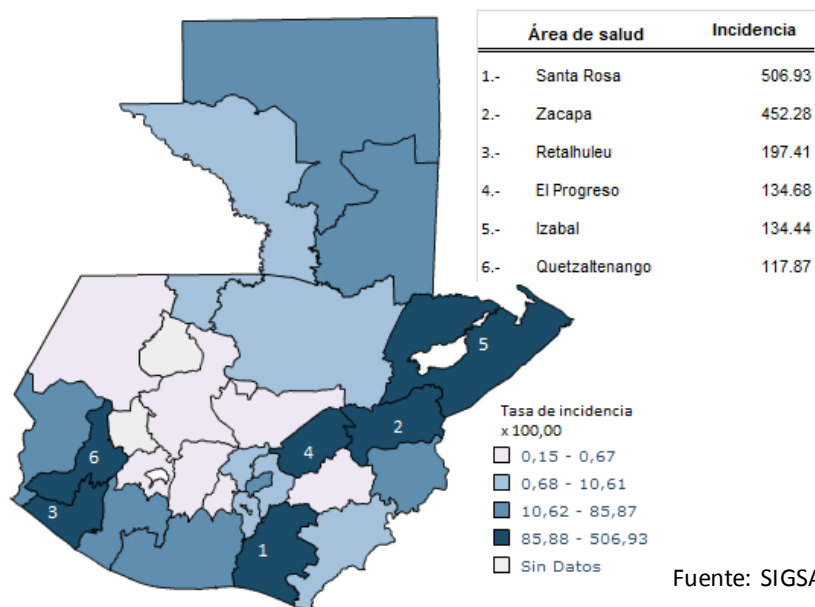 Área de salud Incidencia
1.- Santa Rosa 506.93
2.- Zacapa 452.28
3.- Retalhuleu 197.41
4.- El Progreso 134.68
5.- Izabal 134.44
6.- Quetzaltenango 117.87
5
2
4
6
3
1
Tasa de incidencia
x 100,00
0,15 - 0,67
0,68 - 10,61
10,62 - 85,87
85,88 - 506,93
Sin Datos
Fuente: SIGSA